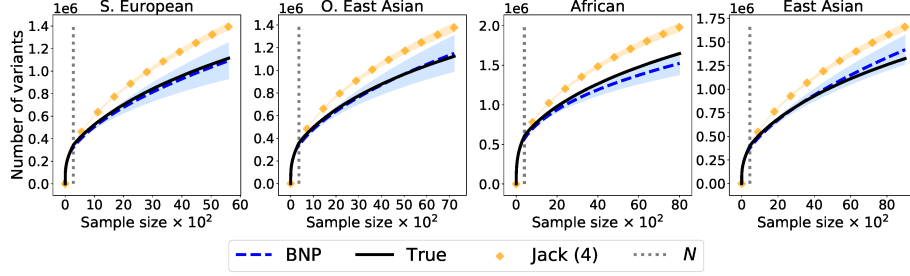 S. European
O. East Asian
African
East Asian
1e6
1e6
1e6
1e6
Number of variants
1.4
1.2
1.0
0.8
0.6
0.4
0.2
0.0
1.4
1.2
1.0
0.8
0.6
0.4
0.2
0.0
2.0
1.5
1.0
0.5
0.0
1.75
1.50
1.25
1.00
0.75
0.50
0.25
0.00
0 10 20 30 40 50 60
0 10 20 30 40 50 60 70
0 20 40 60 80
0 20 40 60 80
Sample size × 10²
Sample size × 10²
Sample size × 10²
Sample size × 10²
BNP True Jack (4) N